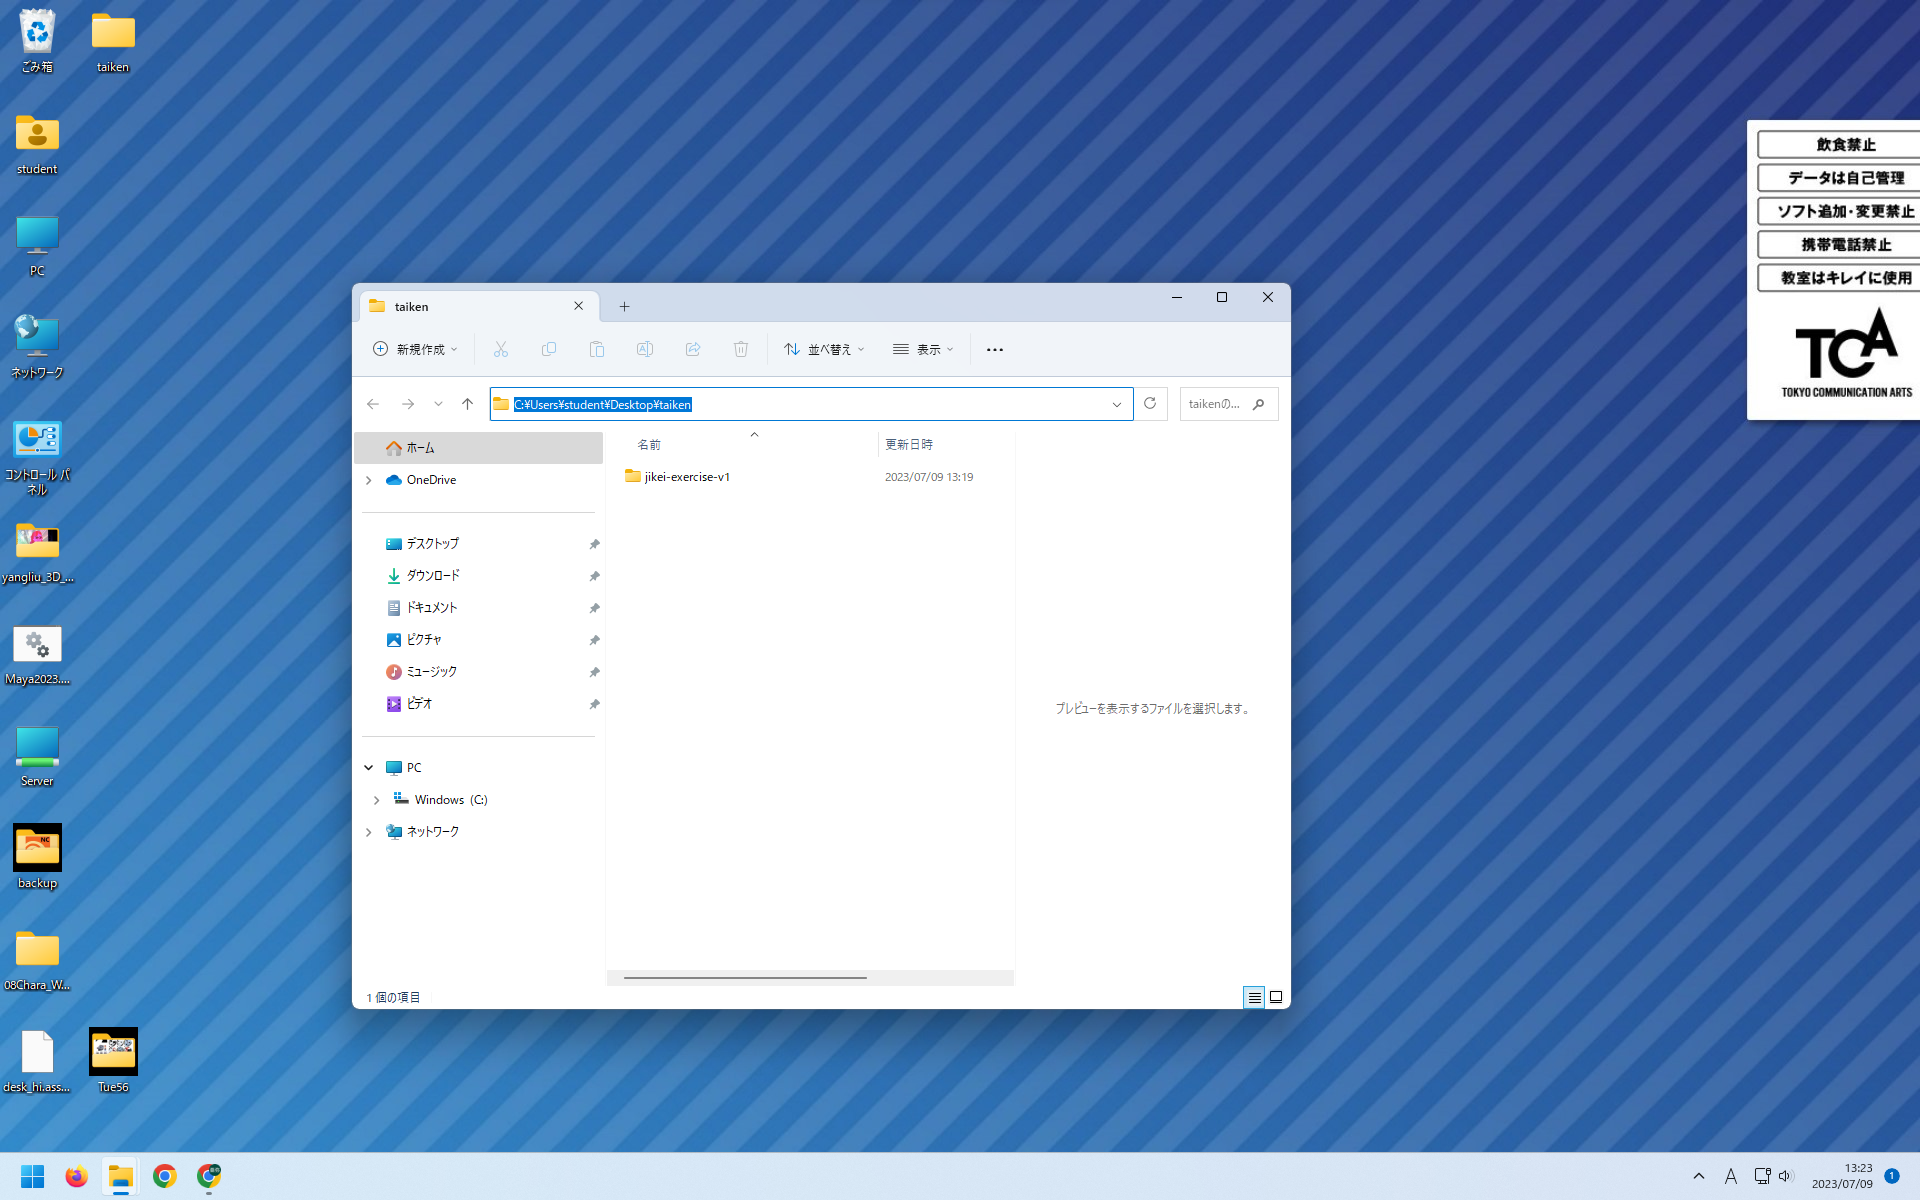 ごみ箱
taiken
student
PC
ネットワーク
コントロール パ
ネル
yangliu_3D_...
Maya2023....
Server
backup
08Chara_W...
desk_hi.ass...
Tue56
飲食禁止
データは自己管理
ソフト追加・変更禁止
携帯電話禁止
教室はキレイに使用
TCA
TOKYO COMMUNICATION ARTS
taiken
新規作成
並べ替え
表示
C:¥Users¥student¥Desktop¥taiken
taikenの...
ホーム
OneDrive
デスクトップ
ダウンロード
ドキュメント
ピクチャ
ミュージック
ビデオ
PC
Windows (C:)
ネットワーク
名前
更新日時
jikei-exercise-v1
2023/07/09 13:19
プレビューを表示するファイルを選択します。
1 個の項目
A
13:23
2023/07/09
1